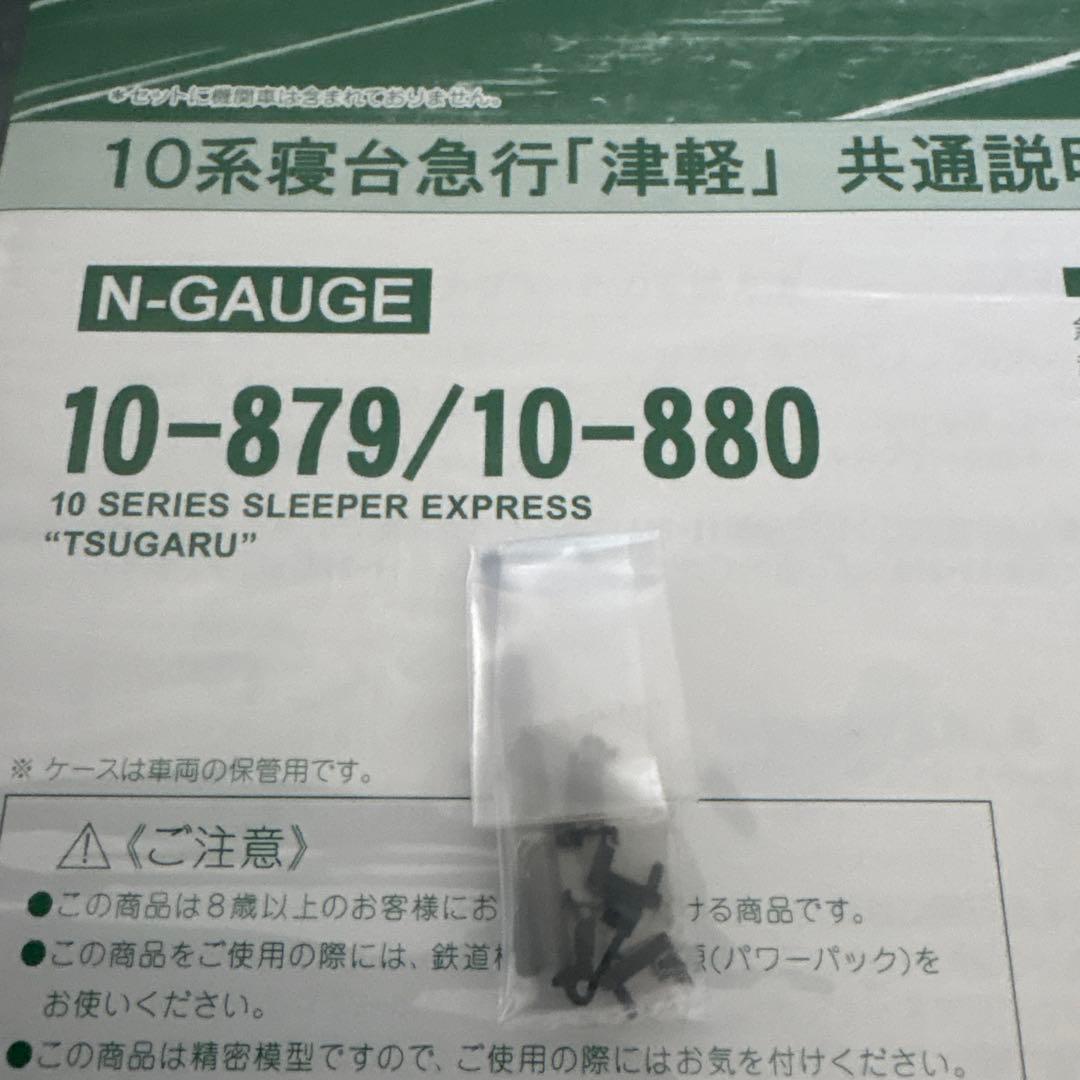 *セットに機関車は含まれておりません。
10系寝台急行「津軽」 共通説明
N-GAUGE
10-879/10-880
10 SERIES SLEEPER EXPRESS
“TSUGARU”
※ ケースは車両の保管用です。
⚠《ご注意》
●この商品は8歳以上のお客様にお ける商品です。
●この商品をご使用の際には、鉄道 (パワーパック)を
お使いください。
●この商品は精密模型ですので、ご使用の際にはお気を付けください。